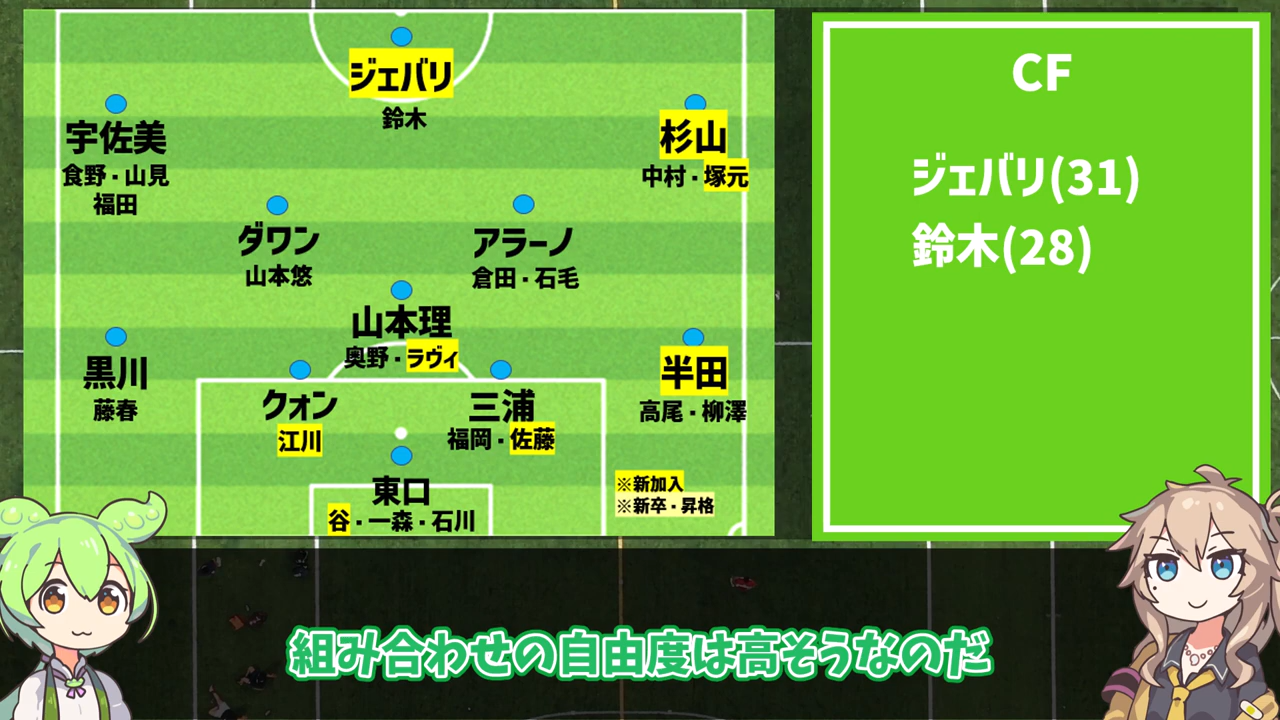 ジェバリ
鈴木
宇佐美
食野・山見
福田
杉山
中村・塚元
ダワン
山本悠
アラーノ
倉田・石毛
山本理
奥野・ラヴィ
黒川
藤春
半田
高尾・柳澤
クォン
江川
三浦
福岡・佐藤
東口
谷・一森・石川
※新加入
※新卒・昇格
CF
ジェバリ(31)
鈴木(28)
組み合わせの自由度は高そうなのだ